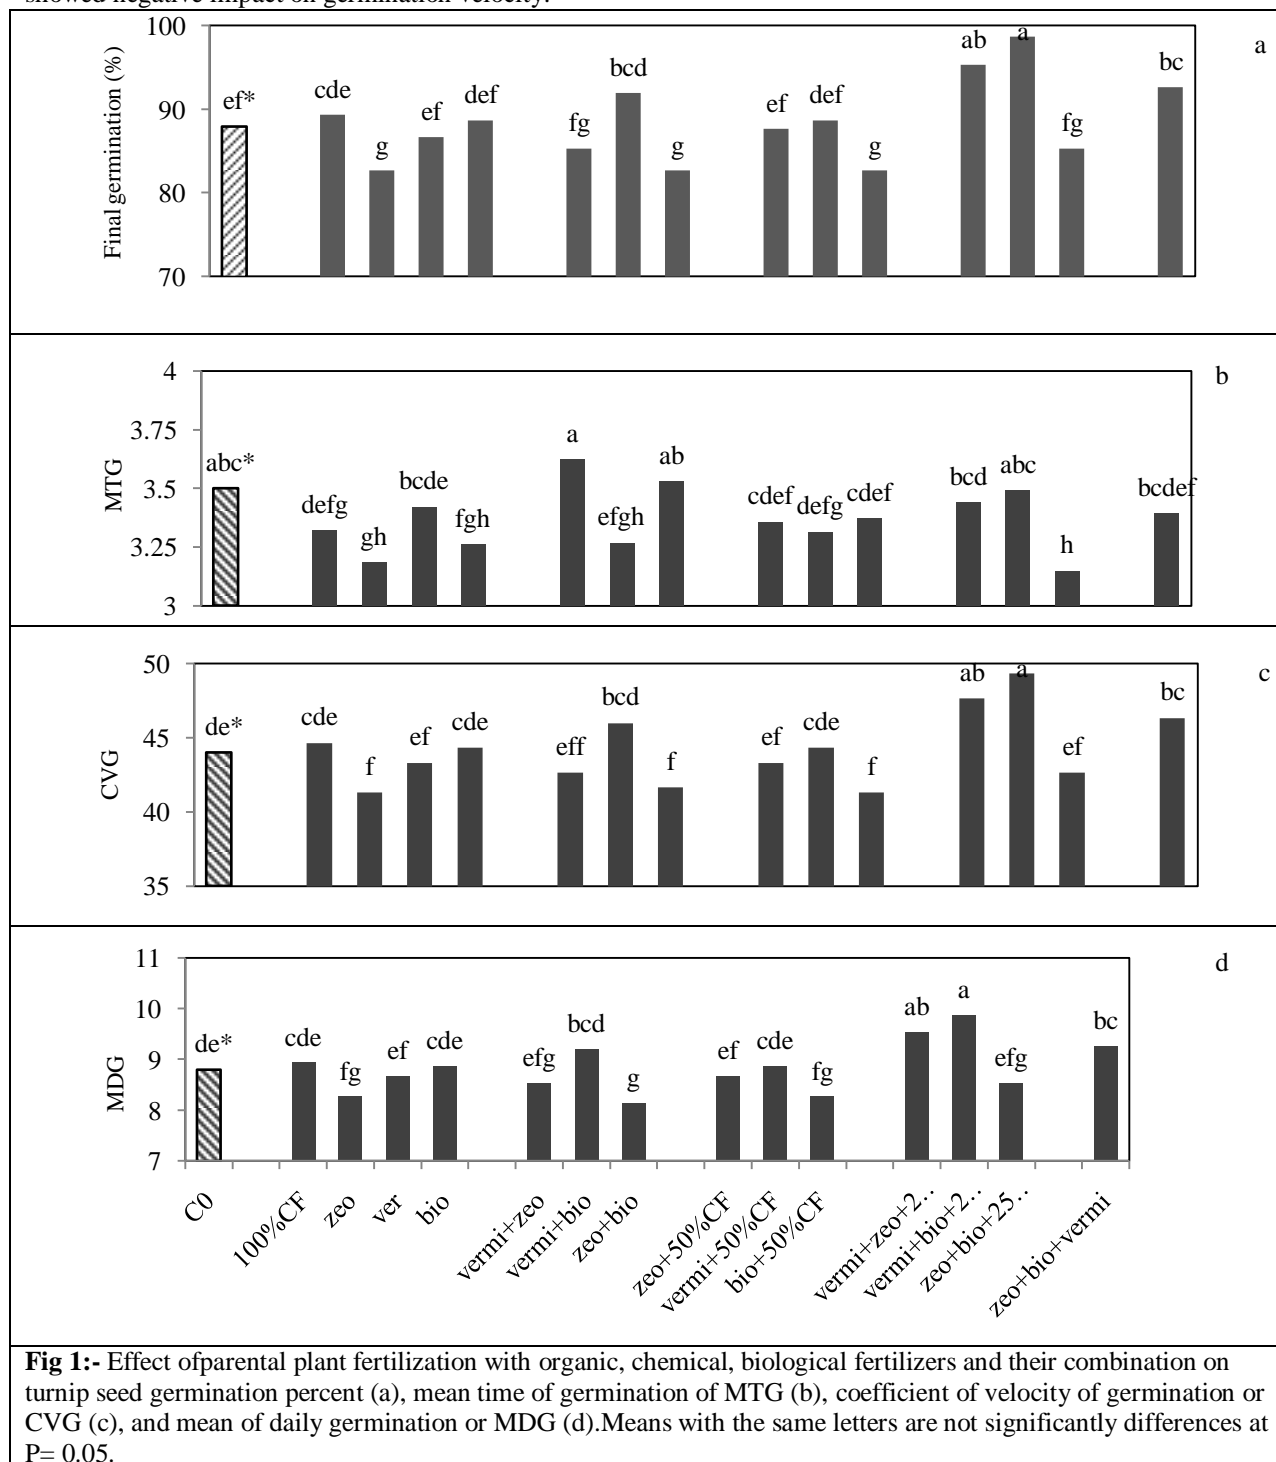 showed negative impact on germination velocity.
a
Final germination (%)
100
90
80
70
ef*
cde
g
ef
def
fg
bcd
g
ef
def
g
ab
a
fg
bc
b
MTG
4
3.75
3.5
3.25
3
abc*
defg
gh
bcde
fgh
a
efgh
ab
cdef
defg
cdef
bcd
abc
h
bcdef
c
CVG
50
45
40
35
de*
cde
f
ef
cde
eff
bcd
f
ef
cde
f
ab
a
ef
bc
d
MDG
11
10
9
8
7
de*
cde
fg
ef
cde
efg
bcd
g
ef
cde
fg
ab
a
efg
bc
C0
100%CF
zeo
ver
bio
vermi+zeo
vermi+bio
zeo+bio
zeo+50%CF
vermi+50%CF
bio+50%CF
vermi+zeo+2..
vermi+bio+2..
zeo+bio+25..
zeo+bio+vermi
Fig 1:- Effect ofparental plant fertilization with organic, chemical, biological fertilizers and their combination on
turnip seed germination percent (a), mean time of germination of MTG (b), coefficient of velocity of germination or
CVG (c), and mean of daily germination or MDG (d).Means with the same letters are not significantly differences at
P= 0.05.